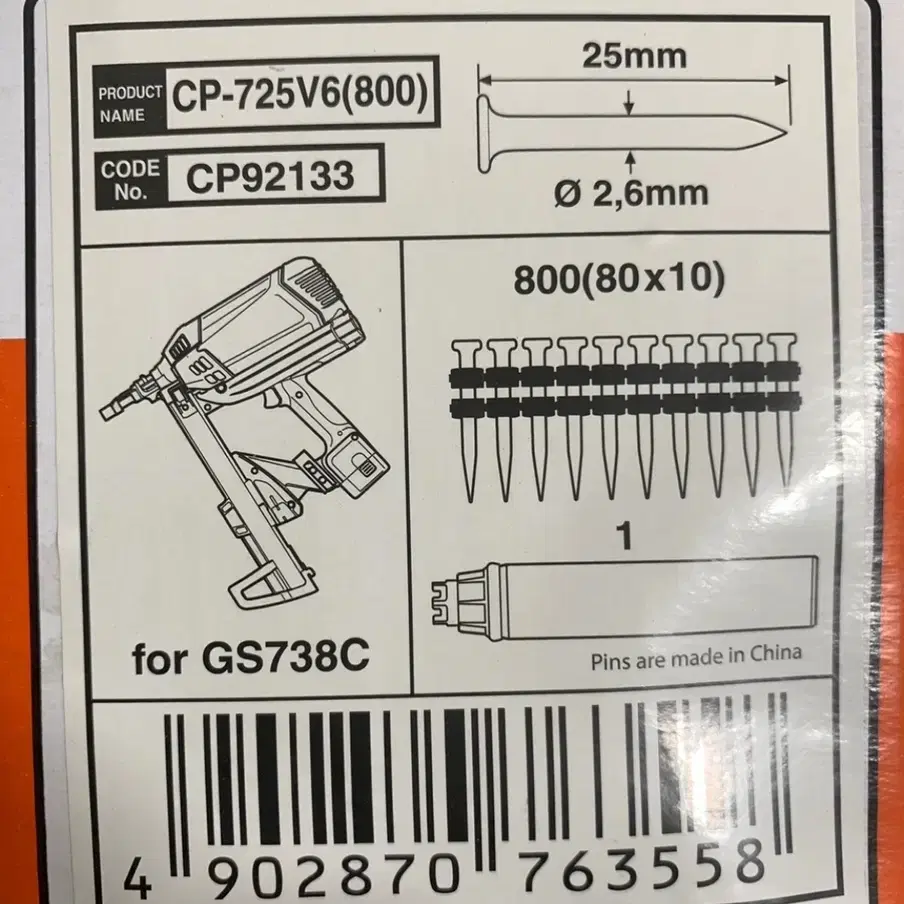 PRODUCT NAME CP-725V6(800)
CODE No. CP92133
25mm
Ø 2,6mm
for GS738C
800(80x10)
1
Pins are made in China
4 902870 763558